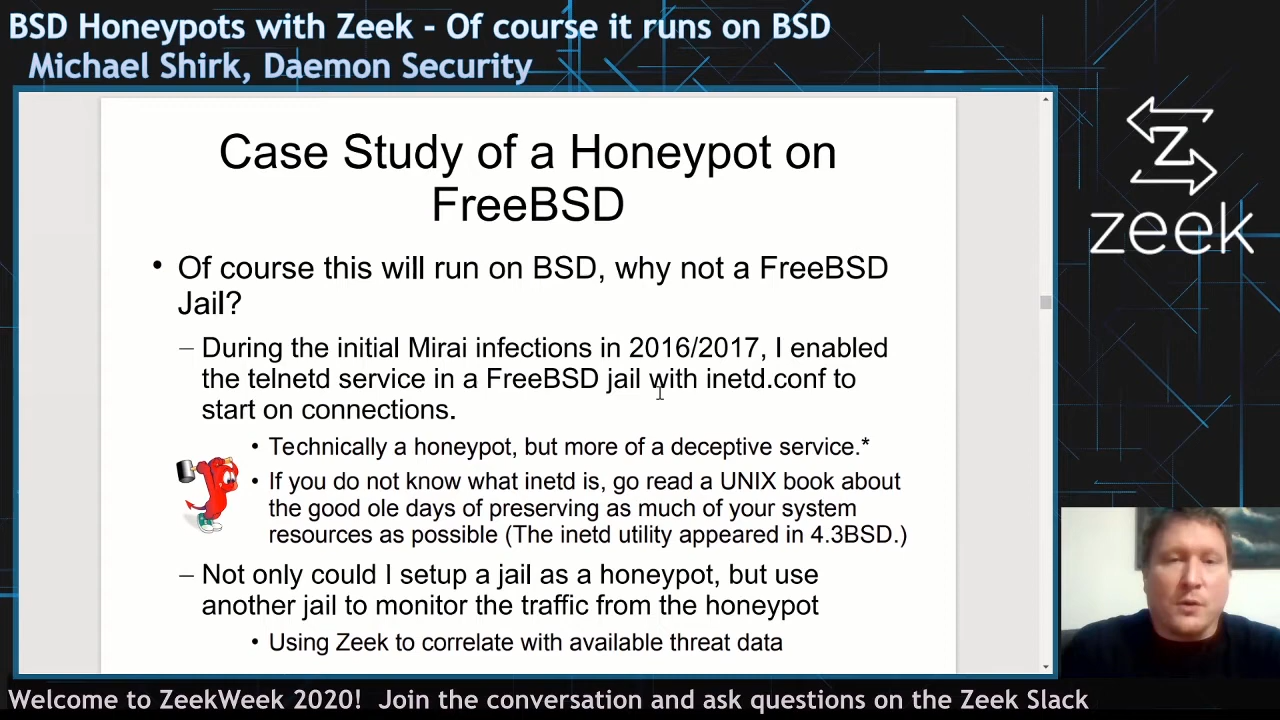 BSD Honeypots with Zeek - Of course it runs on BSD
Michael Shirk, Daemon Security
zeek
Case Study of a Honeypot on
FreeBSD
• Of course this will run on BSD, why not a FreeBSD
Jail?
– During the initial Mirai infections in 2016/2017, I enabled
the telnetd service in a FreeBSD jail with inetd.conf to
start on connections.
• Technically a honeypot, but more of a deceptive service.*
• If you do not know what inetd is, go read a UNIX book about
the good ole days of preserving as much of your system
resources as possible (The inetd utility appeared in 4.3BSD.)
– Not only could I setup a jail as a honeypot, but use
another jail to monitor the traffic from the honeypot
• Using Zeek to correlate with available threat data
Welcome to ZeekWeek 2020! Join the conversation and ask questions on the Zeek Slack